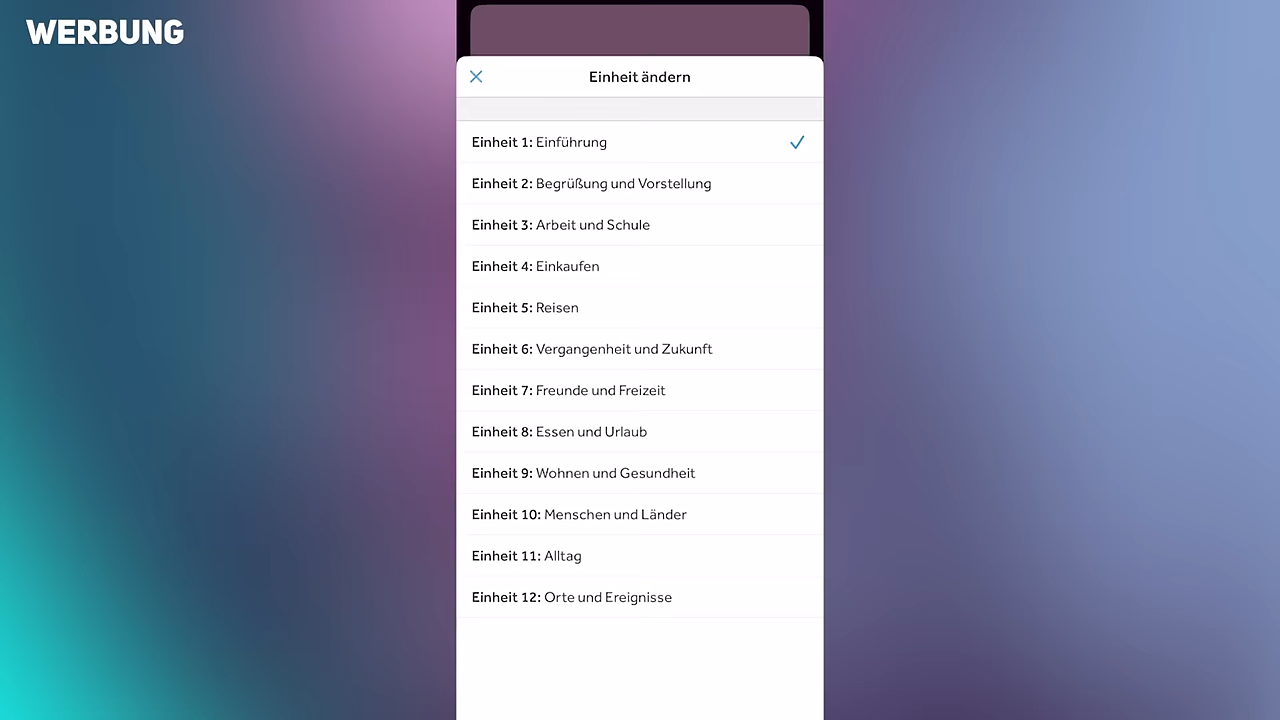 WERBUNG
Einheit ändern
Einheit 1: Einführung
Einheit 2: Begrüßung und Vorstellung
Einheit 3: Arbeit und Schule
Einheit 4: Einkaufen
Einheit 5: Reisen
Einheit 6: Vergangenheit und Zukunft
Einheit 7: Freunde und Freizeit
Einheit 8: Essen und Urlaub
Einheit 9: Wohnen und Gesundheit
Einheit 10: Menschen und Länder
Einheit 11: Alltag
Einheit 12: Orte und Ereignisse